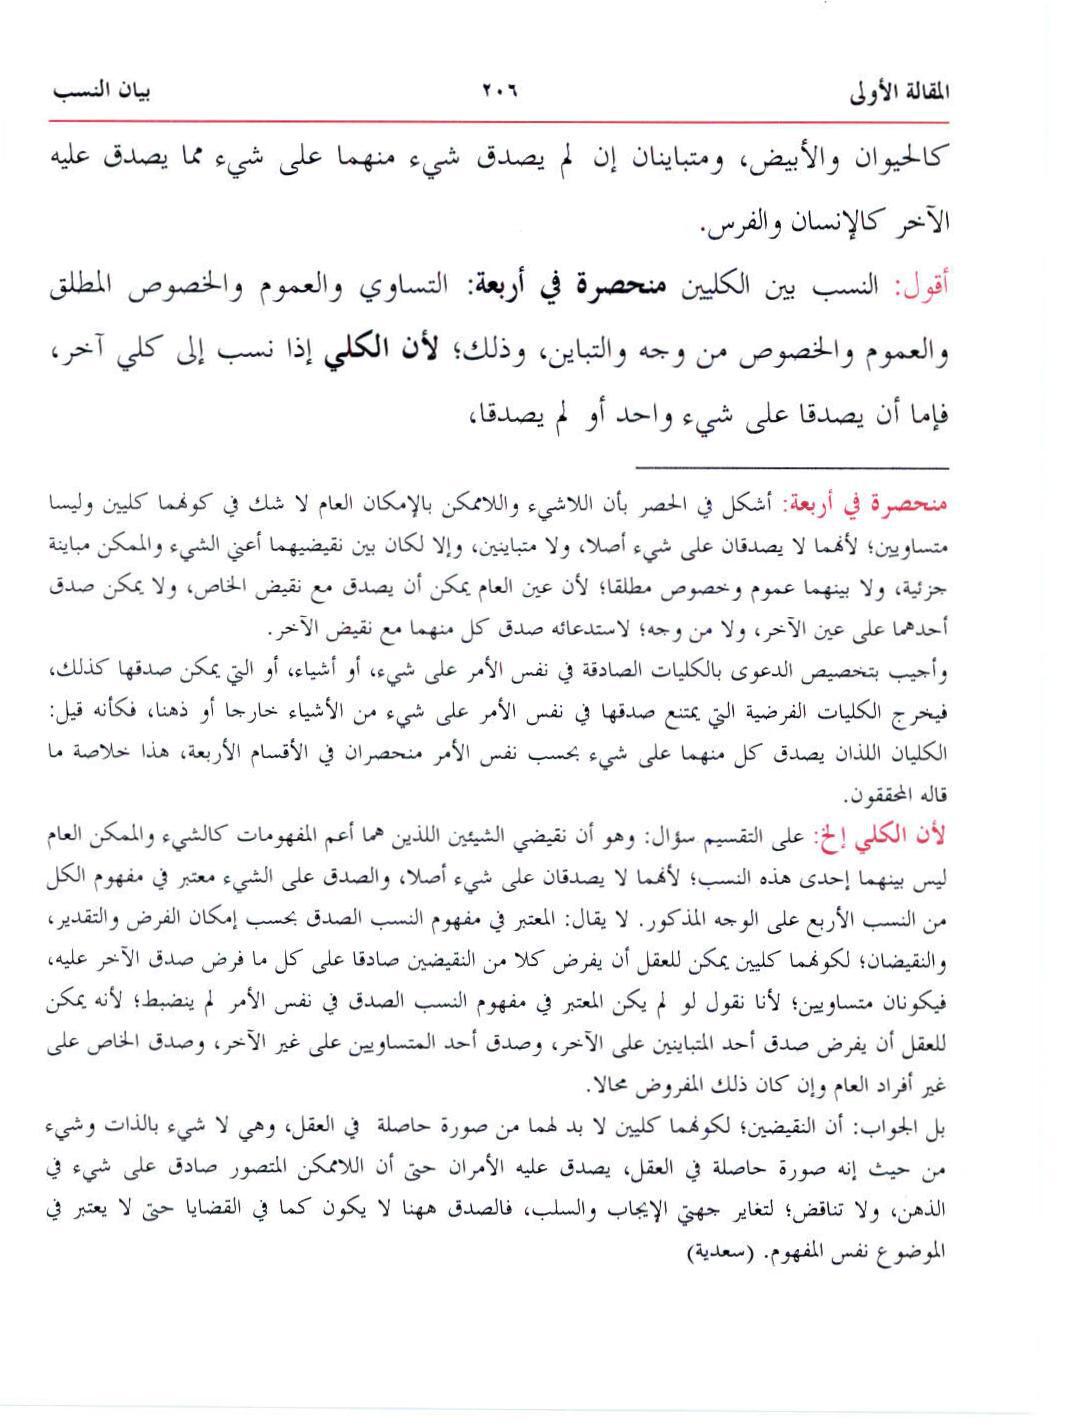 المقالة الأولى ٢٠٦ بيان النسب
كالحيوان والأبيض، ومتباينان إن لم يصدق شيء منهما على شيء مما يصدق عليه
الآخر كالإنسان والفرس.
أقول: النسب بين الكليين منحصرة في أربعة: التساوي والعموم والخصوص المطلق
والعموم والخصوص من وجه والتباين، وذلك؛ لأن الكلي إذا نسب إلى كلي آخر،
فإما أن يصدقا على شيء واحد أو لم يصدقا،
منحصرة في أربعة: أشكل في الحصر بأن اللاشيء واللاممكن بالإمكان العام لا شك في كونهما كليين وليسا
متساويين؛ لأنهما لا يصدقان على شيء أصلا، ولا متباينين، وإلا لكان بين نقيضيهما أعني الشيء والممكن مباينة
جزئية، ولا بينهما عموم وخصوص مطلقا؛ لأن عين العام يمكن أن يصدق مع نقيض الخاص، ولا يمكن صدق
أحدهما على عين الآخر، ولا من وجه؛ لاستدعائه صدق كل منهما مع نقيض الآخر.
وأجيب بتخصيص الدعوى بالكليات الصادقة في نفس الأمر على شيء، أو أشياء، أو التي يمكن صدقها كذلك،
فيخرج الكليات الفرضية التي يمتنع صدقها في نفس الأمر على شيء من الأشياء خارجا أو ذهنا، فكأنه قيل:
الكليان اللذان يصدق كل منهما على شيء بحسب نفس الأمر منحصران في الأقسام الأربعة، هذا خلاصة ما
قاله المحققون.
لأن الكلي إلخ: على التقسيم سؤال: وهو أن نقيضي الشيئين اللذين هما أعم المفهومات كالشيء والممكن العام
ليس بينهما إحدى هذه النسب؛ لأنهما لا يصدقان على شيء أصلا، والصدق على الشيء معتبر في مفهوم الكل
من النسب الأربع على الوجه المذكور. لا يقال: المعتبر في مفهوم النسب الصدق بحسب إمكان الفرض والتقدير،
والنقيضان؛ لكونهما كليين يمكن للعقل أن يفرض كلا من النقيضين صادقا على كل ما فرض صدق الآخر عليه،
فيكونان متساويين؛ لأنا نقول لو لم يكن المعتبر في مفهوم النسب الصدق في نفس الأمر لم ينضبط؛ لأنه يمكن
للعقل أن يفرض صدق أحد المتباينين على الآخر، وصدق أحد المتساويين على غير الآخر، وصدق الخاص على
غير أفراد العام وإن كان ذلك المفروض محالا.
بل الجواب: أن النقيضين؛ لكونهما كليين لا بد لهما من صورة حاصلة في العقل، وهي لا شيء بالذات وشيء
من حيث إنه صورة حاصلة في العقل، يصدق عليه الأمران حتى أن اللاممكن المتصور صادق على شيء في
الذهن، ولا تناقض؛ لتغاير جهتي الإيجاب والسلب، فالصدق ههنا لا يكون كما في القضايا حتى لا يعتبر في
الموضوع نفس المفهوم. (سعدية)